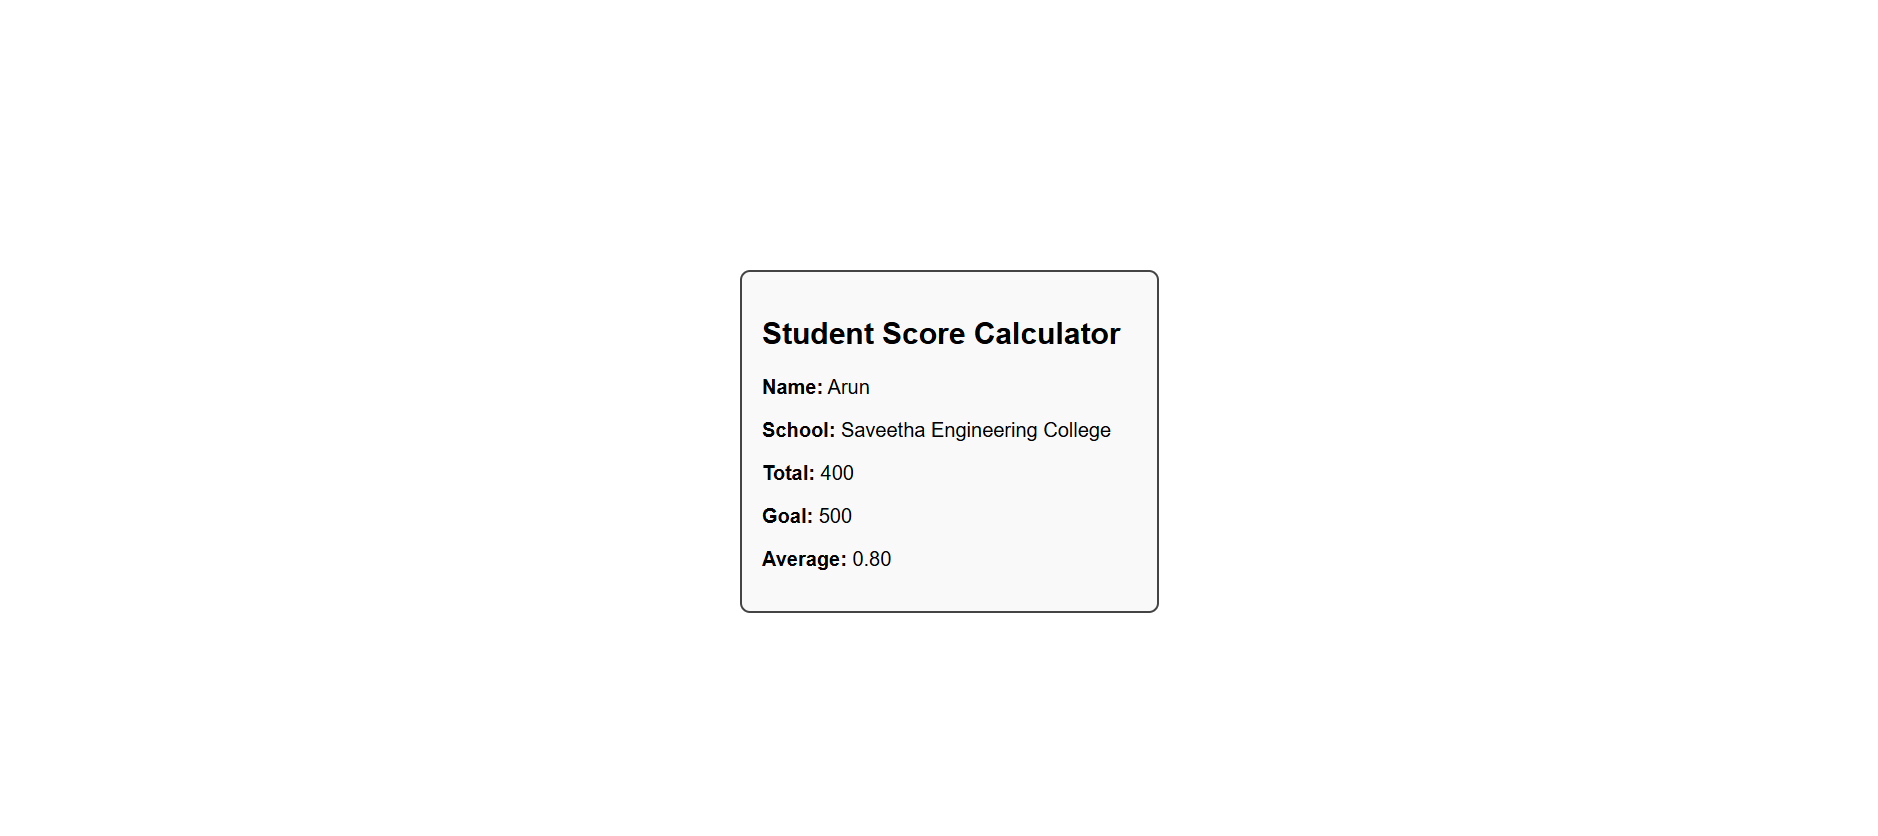 Student Score Calculator
Name: Arun
School: Saveetha Engineering College
Total: 400
Goal: 500
Average: 0.80